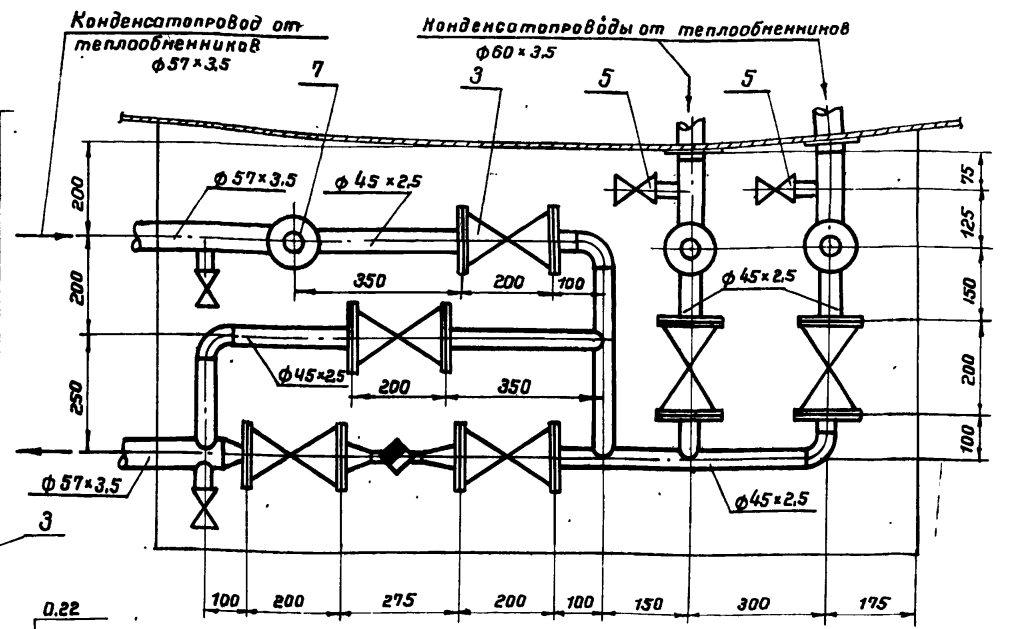 Конденсатопровод от
теплообменников
ф57×3,5
Конденсатопроводы от теплообменников
ф60×3,5
7
3
5
5
ф57×3,5
ф45×2,5
200
75
125
200
350
200
100
ф45×2,5
150
ф45×25
200
350
250
200
100
ф57×3,5
ф45×2,5
3
100
200
275
200
100
150
300
175
0.22